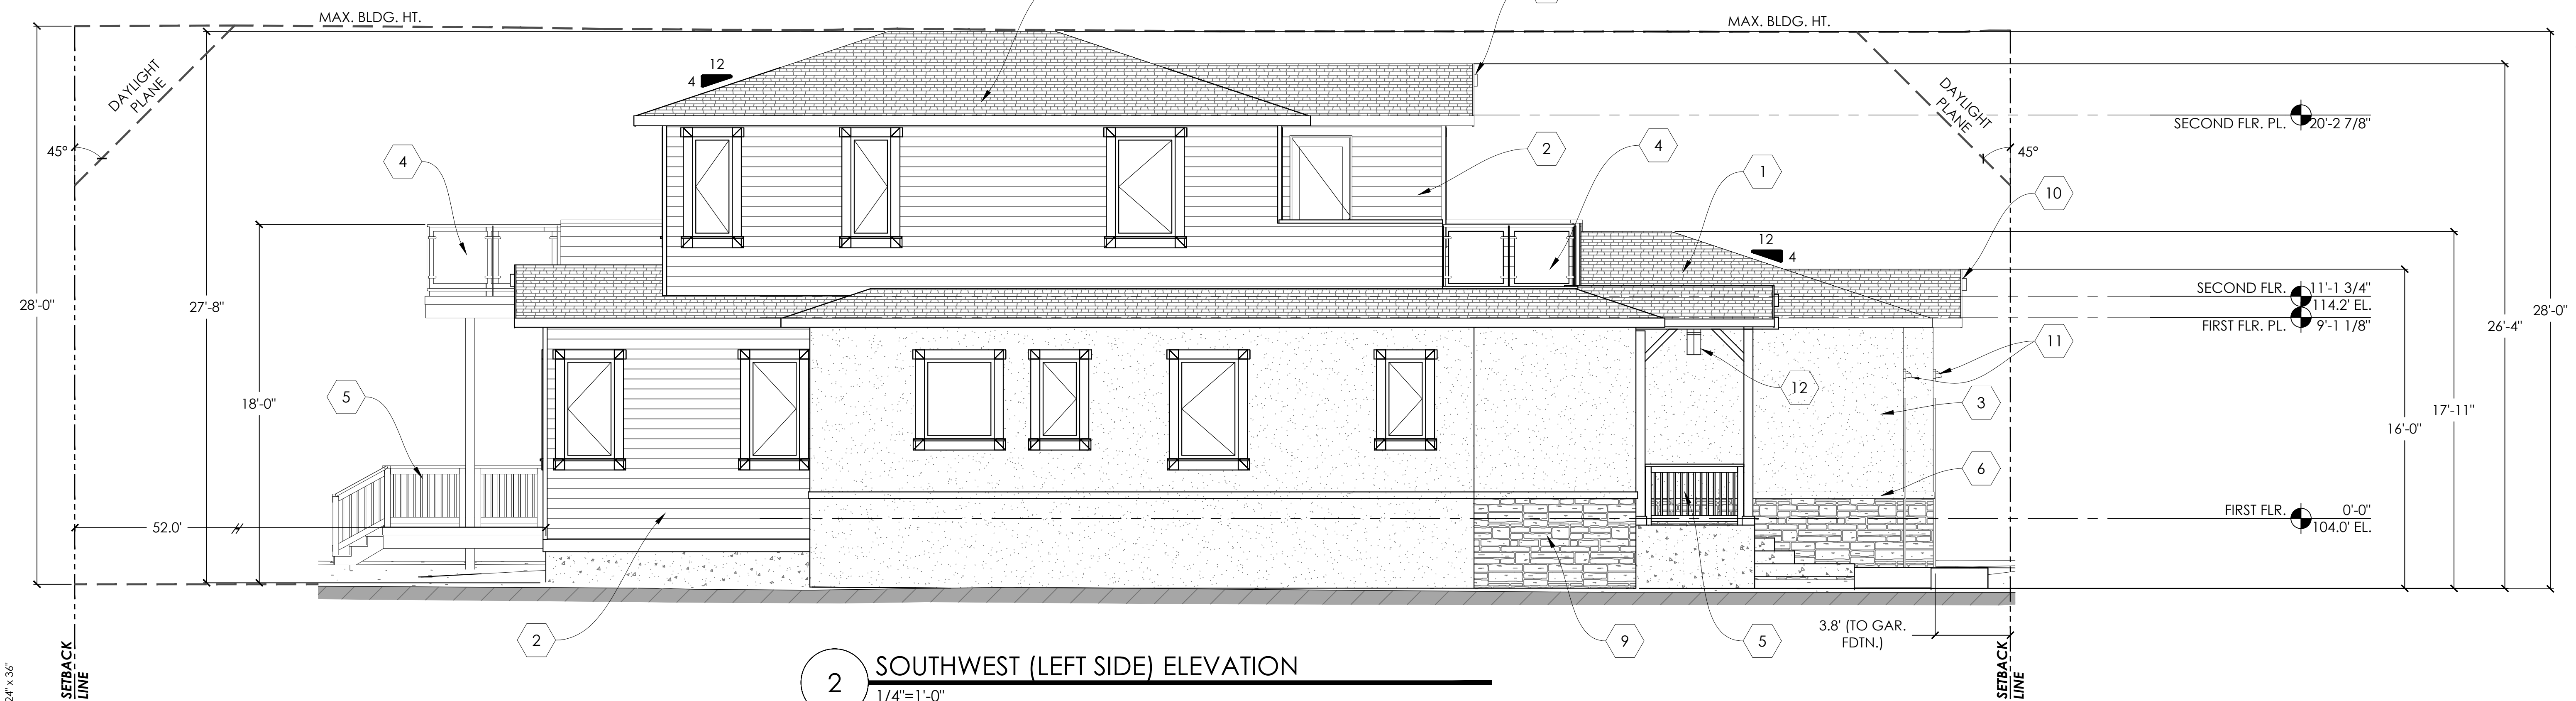 MAX. BLDG. HT.
MAX. BLDG. HT.
DAYLIGHT
PLANE
12
4
DAYLIGHT
PLANE
SECOND FLR. PL. 20'-2 7/8"
45°
45°
4
2
4
1
10
12
4
28'-0"
27'-8"
SECOND FLR. 11'-1 3/4"
114.2' EL.
FIRST FLR. PL. 9'-1 1/8"
26'-4"
28'-0"
11
5
18'-0"
12
3
17'-11"
16'-0"
6
52.0'
FIRST FLR. 0'-0"
104.0' EL.
2
9
5
3.8' (TO GAR.
FDTN.)
SETBACK
LINE
SETBACK
LINE
24" x 36"
2
SOUTHWEST (LEFT SIDE) ELEVATION
1/4"=1'-0"